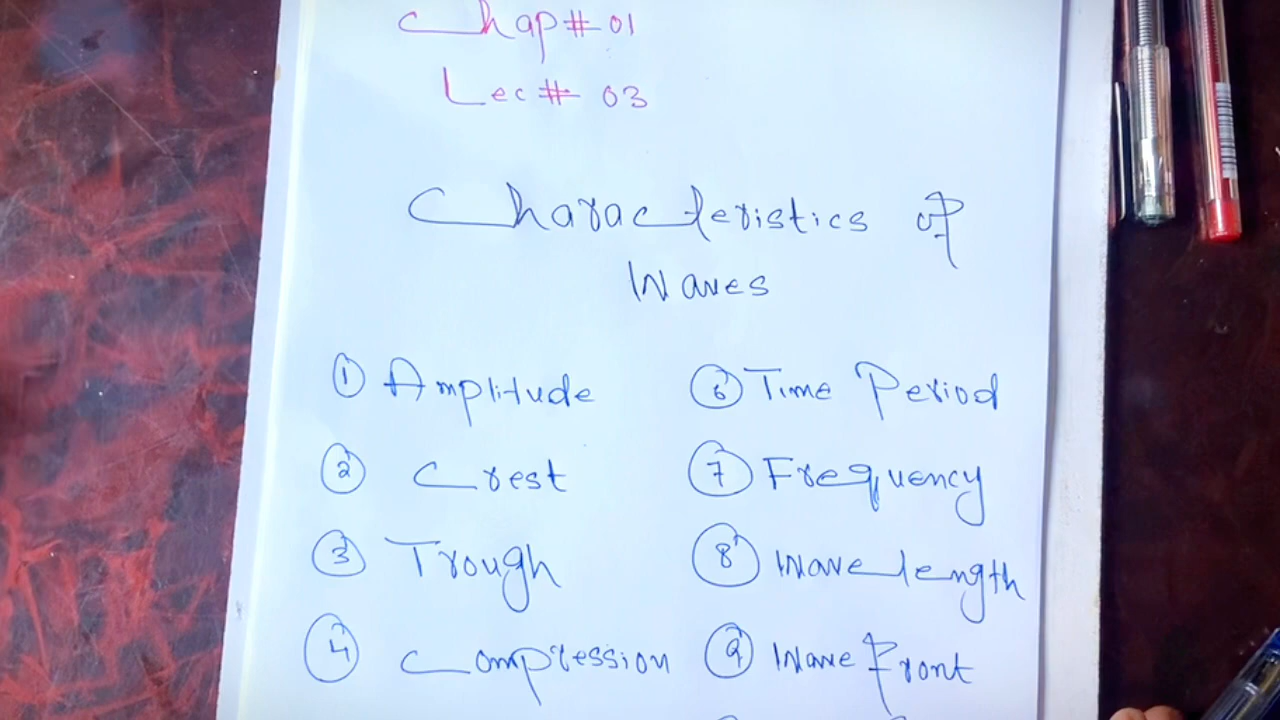 Chap# 01
Lec# 03
Characteristics of
Waves
① Amplitude
② Crest
③ Trough
④ Compression
⑥ Time Period
⑦ Frequency
⑧ Wavelength
⑨ Wave Front